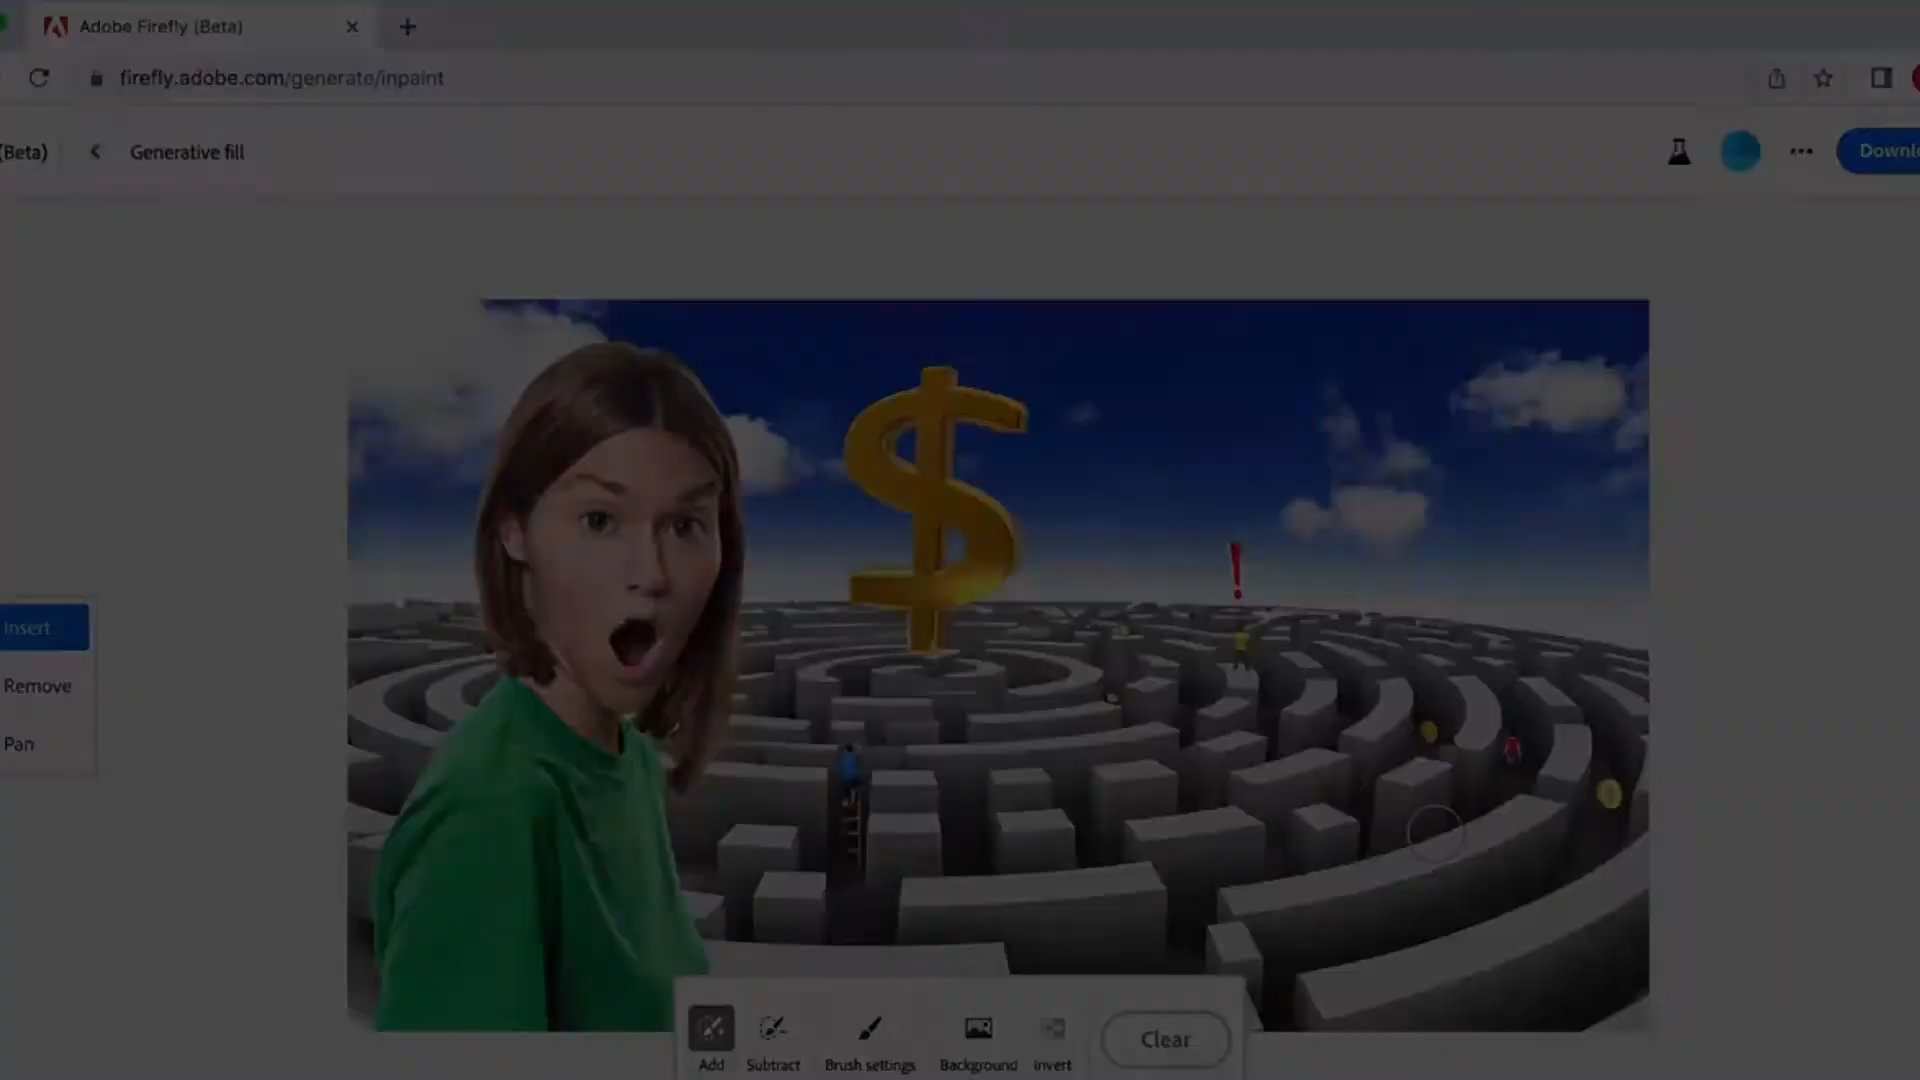 Adobe Firefly (Beta)
firefly.adobe.com/generate/inpaint
(Beta)
Generative fill
Downl
Insert
Remove
Pan
$
!
Add
Subtract
Brush settings
Background
Invert
Clear